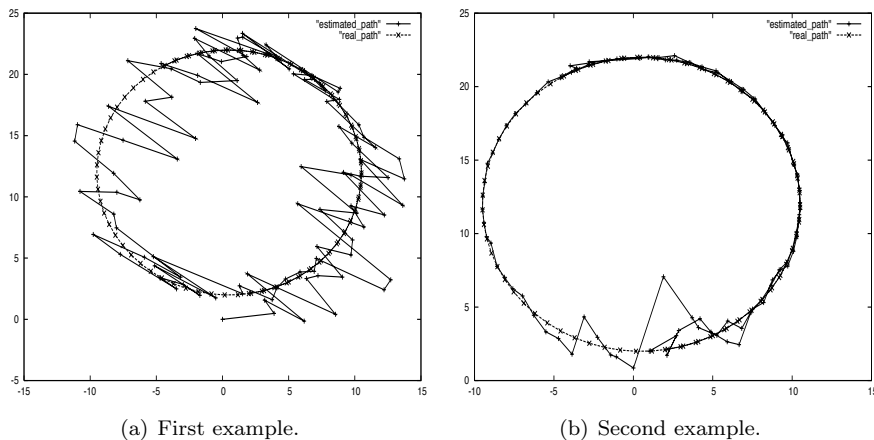 25
20
15
10
5
0
-5
-15 -10 -5 0 5 10 15
"estimated_path"
"real_path"
(a) First example.
25
20
15
10
5
0
-10 -5 0 5 10 15
"estimated_path"
"real_path"
(b) Second example.